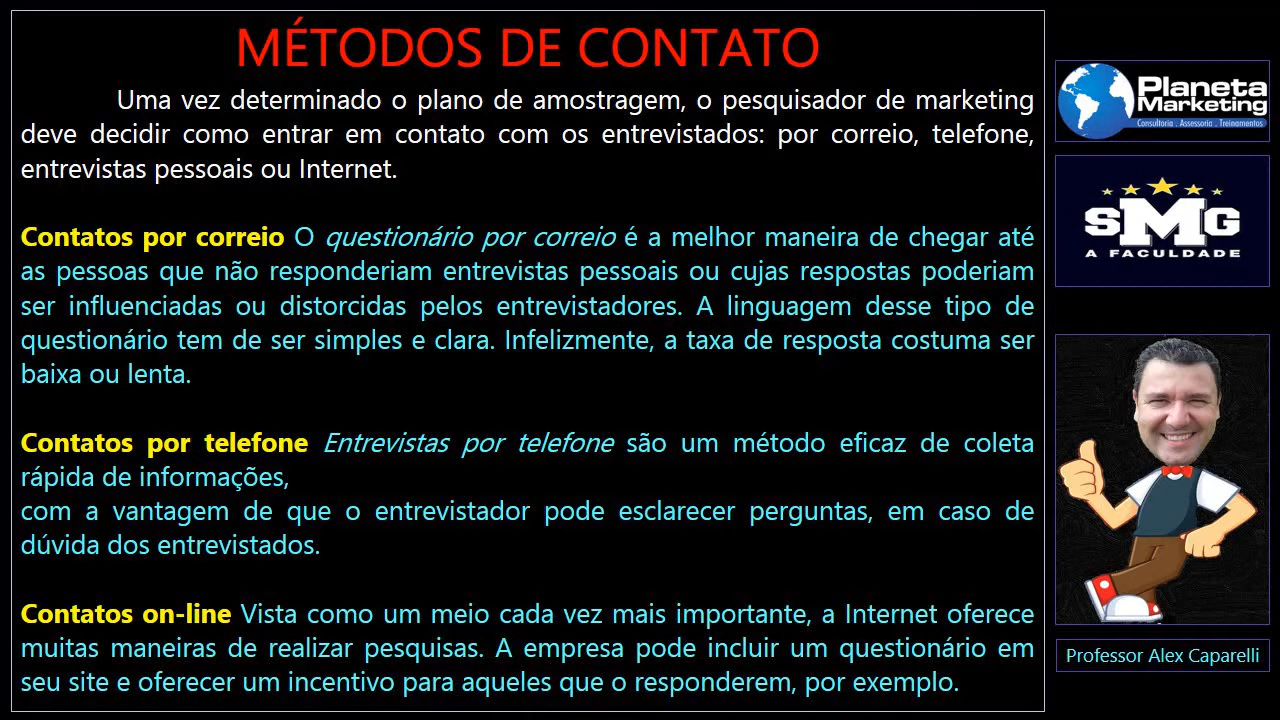 MÉTODOS DE CONTATO
Uma vez determinado o plano de amostragem, o pesquisador de marketing
deve decidir como entrar em contato com os entrevistados: por correio, telefone,
entrevistas pessoais ou Internet.
Contatos por correio O questionário por correio é a melhor maneira de chegar até
as pessoas que não responderiam entrevistas pessoais ou cujas respostas poderiam
ser influenciadas ou distorcidas pelos entrevistadores. A linguagem desse tipo de
questionário tem de ser simples e clara. Infelizmente, a taxa de resposta costuma ser
baixa ou lenta.
Contatos por telefone Entrevistas por telefone são um método eficaz de coleta
rápida de informações,
com a vantagem de que o entrevistador pode esclarecer perguntas, em caso de
dúvida dos entrevistados.
Contatos on-line Vista como um meio cada vez mais importante, a Internet oferece
muitas maneiras de realizar pesquisas. A empresa pode incluir um questionário em
seu site e oferecer um incentivo para aqueles que o responderem, por exemplo.
Planeta
Marketing
Consultoria . Assessoria . Treinamentos
SMG
A FACULDADE
Professor Alex Caparelli